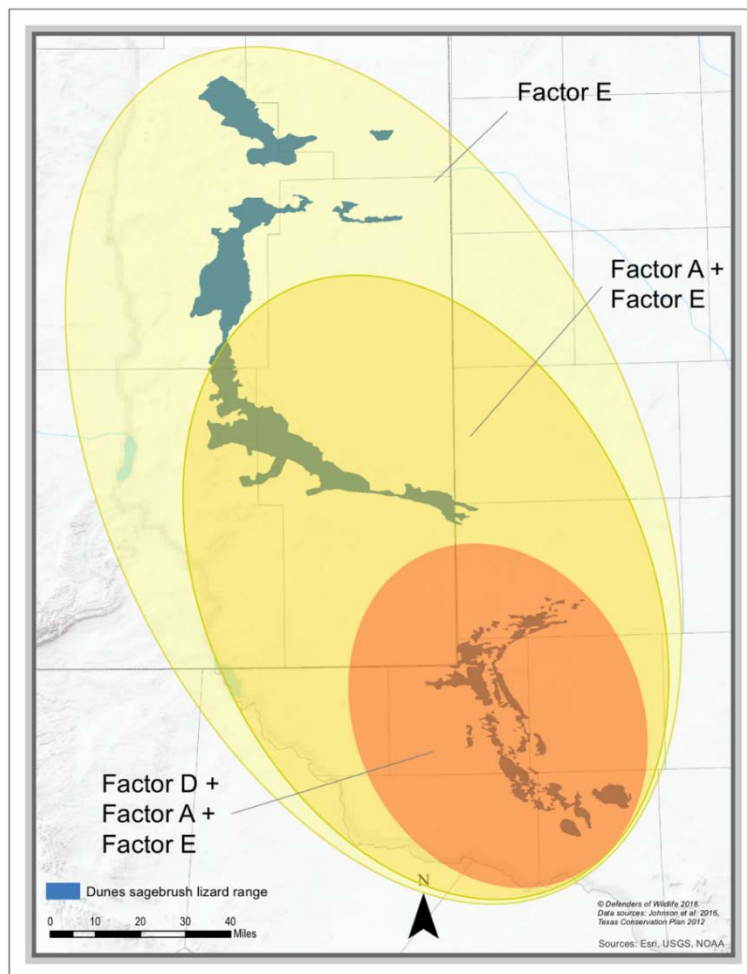 Factor E
Factor A +
Factor E
Factor D +
Factor A +
Factor E
Dunes sagebrush lizard range
0 5 10 20 30 40
Miles
N
© Defenders of Wildlife 2018.
Data sources: Johnson et al. 2016,
Texas Conservation Plan 2012
Sources: Esri, USGS, NOAA